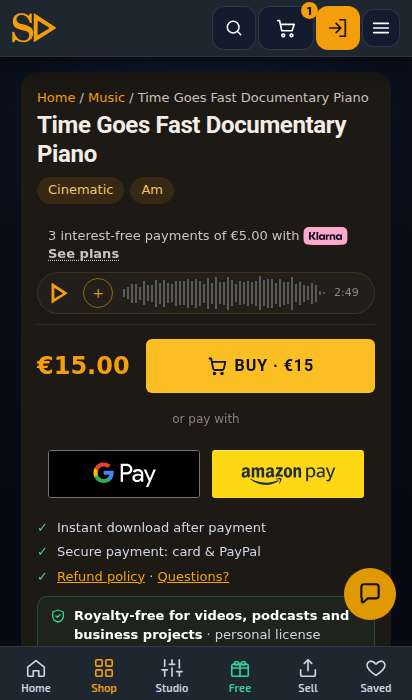 S
1
Home / Music / Time Goes Fast Documentary Piano
Time Goes Fast Documentary
Piano
Cinematic Am
3 interest-free payments of €5.00 with Klarna
See plans
2:49
€15.00 BUY · €15
or pay with
G Pay amazon pay
✓ Instant download after payment
✓ Secure payment: card & PayPal
✓ Refund policy · Questions?
Royalty-free for videos, podcasts and
business projects · personal license
Home Shop Studio Free Sell Saved